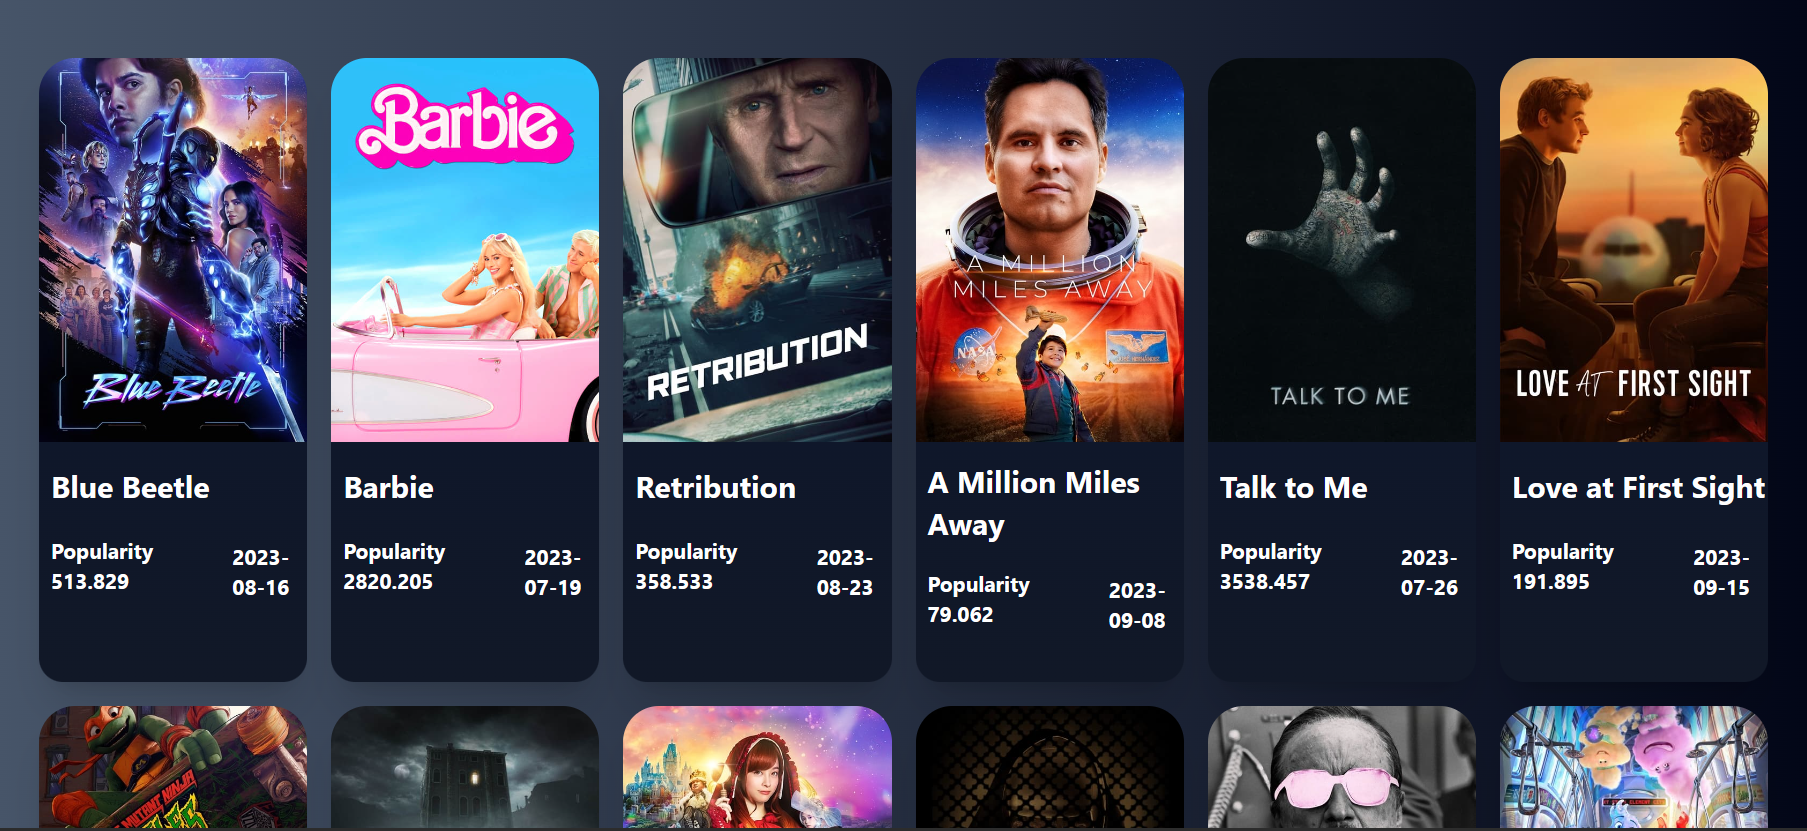 Barbie
A MILLION
MILES AWAY
RETRIBUTION
NASA
Blue Beetle
TALK TO ME
LOVE AT FIRST SIGHT
Blue Beetle
Barbie
Retribution
A Million Miles
Away
Talk to Me
Love at First Sight
Popularity
513.829
2023-
08-16
Popularity
2820.205
2023-
07-19
Popularity
358.533
2023-
08-23
Popularity
79.062
2023-
09-08
Popularity
3538.457
2023-
07-26
Popularity
191.895
2023-
09-15
MUTANT NINJA